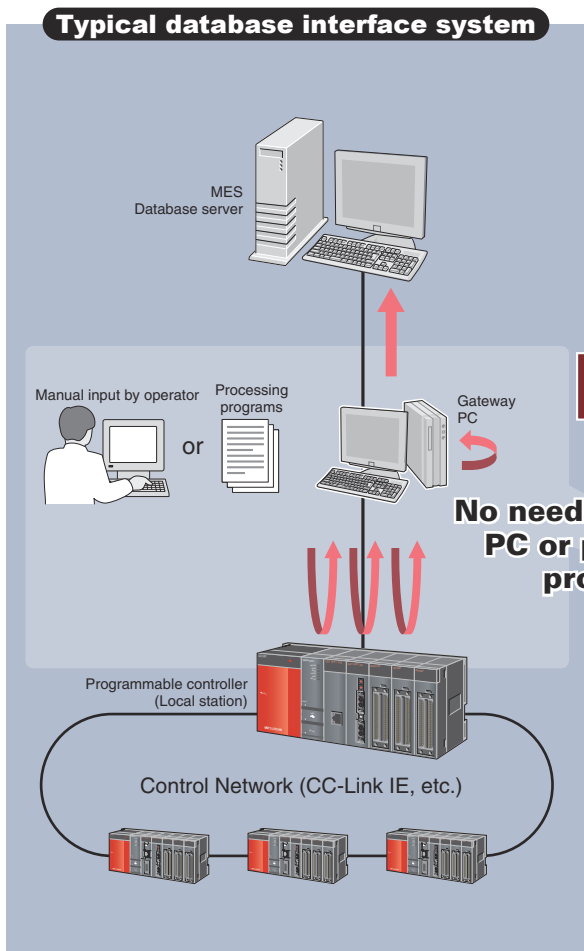 Typical database interface system
MES
Database server
Manual input by operator
or
Processing
programs
Gateway
PC
No need
PC or
Programmable controller
(Local station)
Control Network (CC-Link IE, etc.)